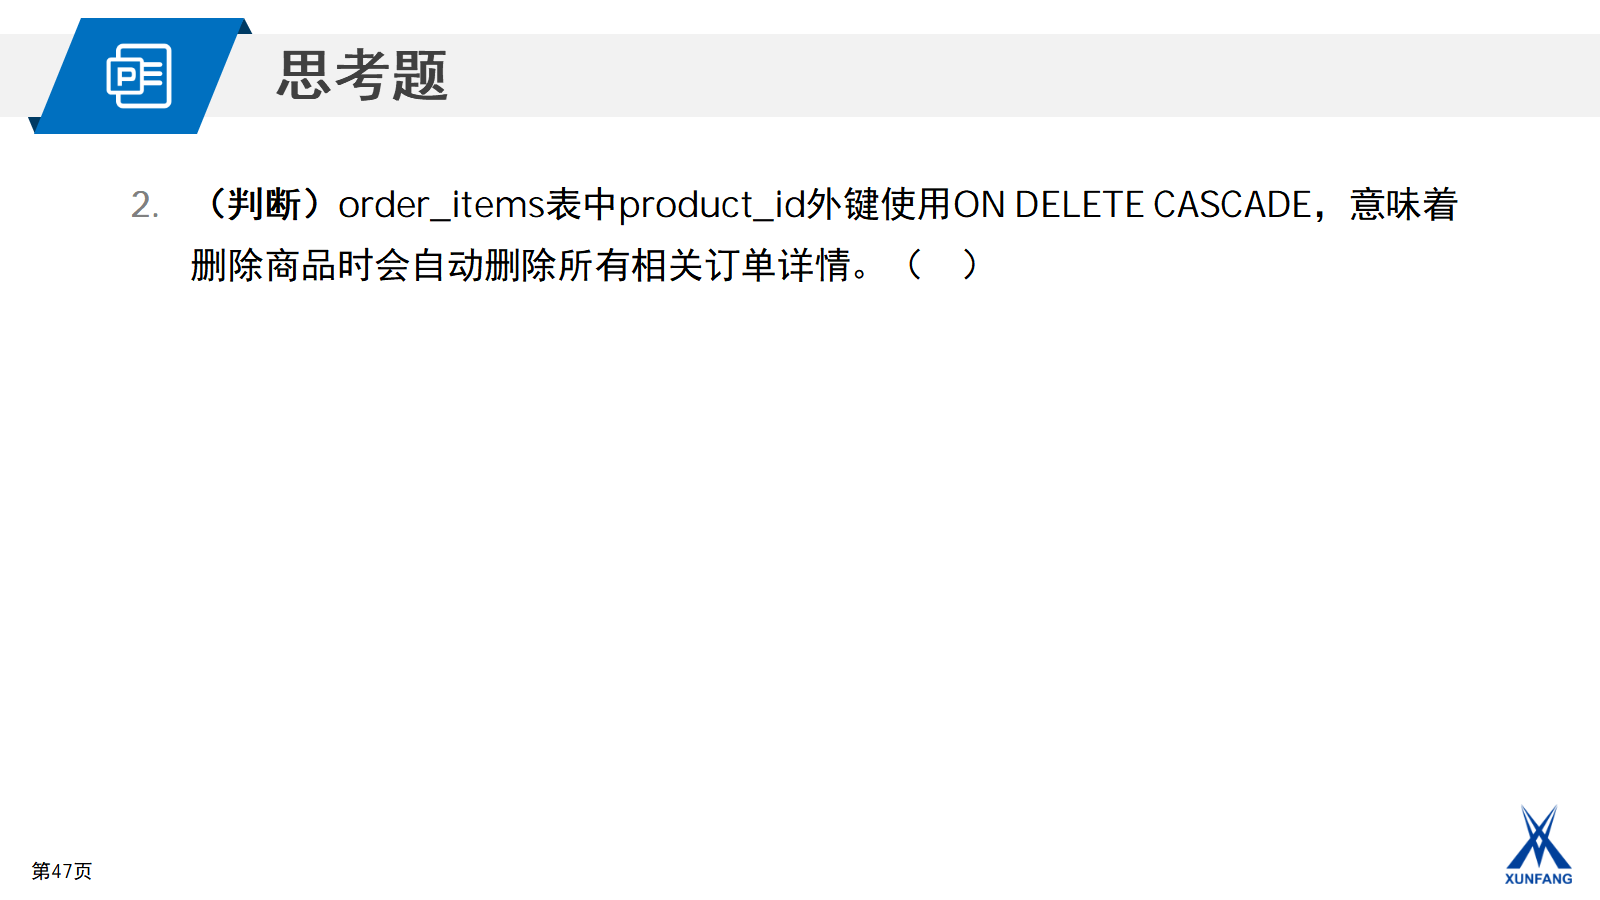 思考题
2. （判断）order_items表中product_id外键使用ON DELETE CASCADE，意味着
删除商品时会自动删除所有相关订单详情。（ ）
第47页
XUNFANG